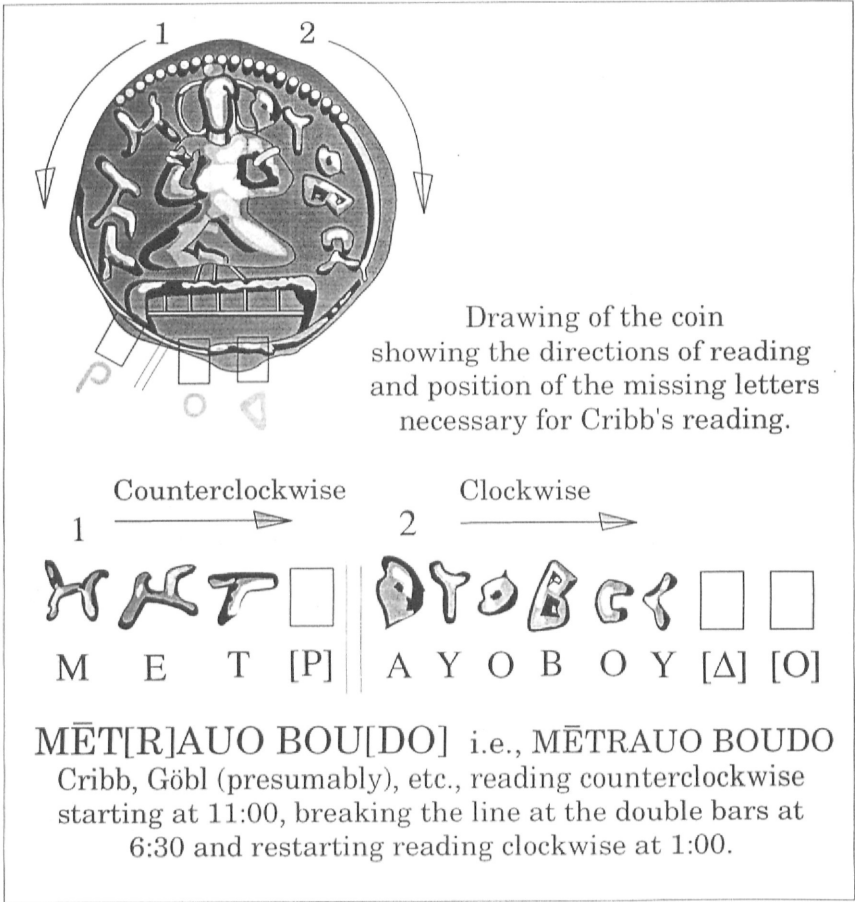 1 2
P O Δ
Drawing of the coin
showing the directions of reading
and position of the missing letters
necessary for Cribb's reading.
Counterclockwise Clockwise
1 2
M E T [P] A Y O B O Y [Δ] [O]
MĒT[R]AUO BOU[DO] i.e., MĒTRAUO BOUDO
Cribb, Göbl (presumably), etc., reading counterclockwise
starting at 11:00, breaking the line at the double bars at
6:30 and restarting reading clockwise at 1:00.